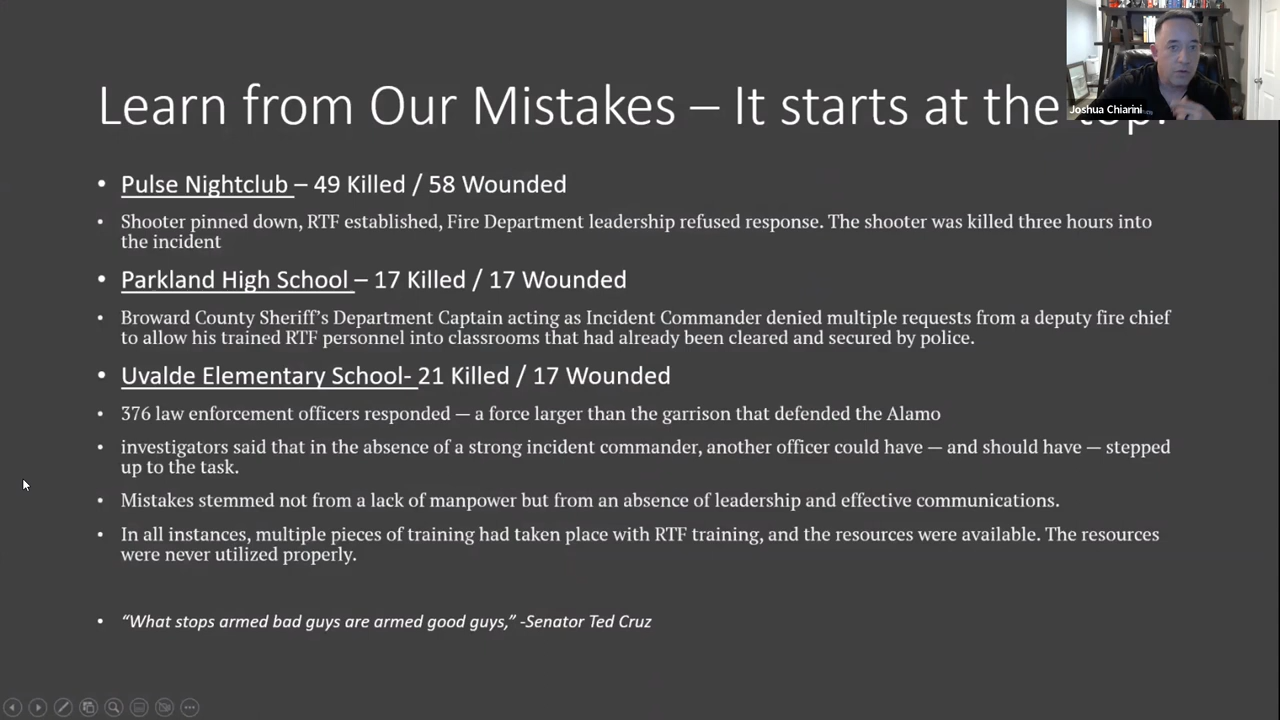 Learn from Our Mistakes – It starts at the top.
Joshua Chiarini
• Pulse Nightclub – 49 Killed / 58 Wounded
• Shooter pinned down, RTF established, Fire Department leadership refused response. The shooter was killed three hours into
the incident
• Parkland High School – 17 Killed / 17 Wounded
• Broward County Sheriff's Department Captain acting as Incident Commander denied multiple requests from a deputy fire chief
to allow his trained RTF personnel into classrooms that had already been cleared and secured by police.
• Uvalde Elementary School- 21 Killed / 17 Wounded
• 376 law enforcement officers responded — a force larger than the garrison that defended the Alamo
• investigators said that in the absence of a strong incident commander, another officer could have — and should have — stepped
up to the task.
• Mistakes stemmed not from a lack of manpower but from an absence of leadership and effective communications.
• In all instances, multiple pieces of training had taken place with RTF training, and the resources were available. The resources
were never utilized properly.
• “What stops armed bad guys are armed good guys,” -Senator Ted Cruz